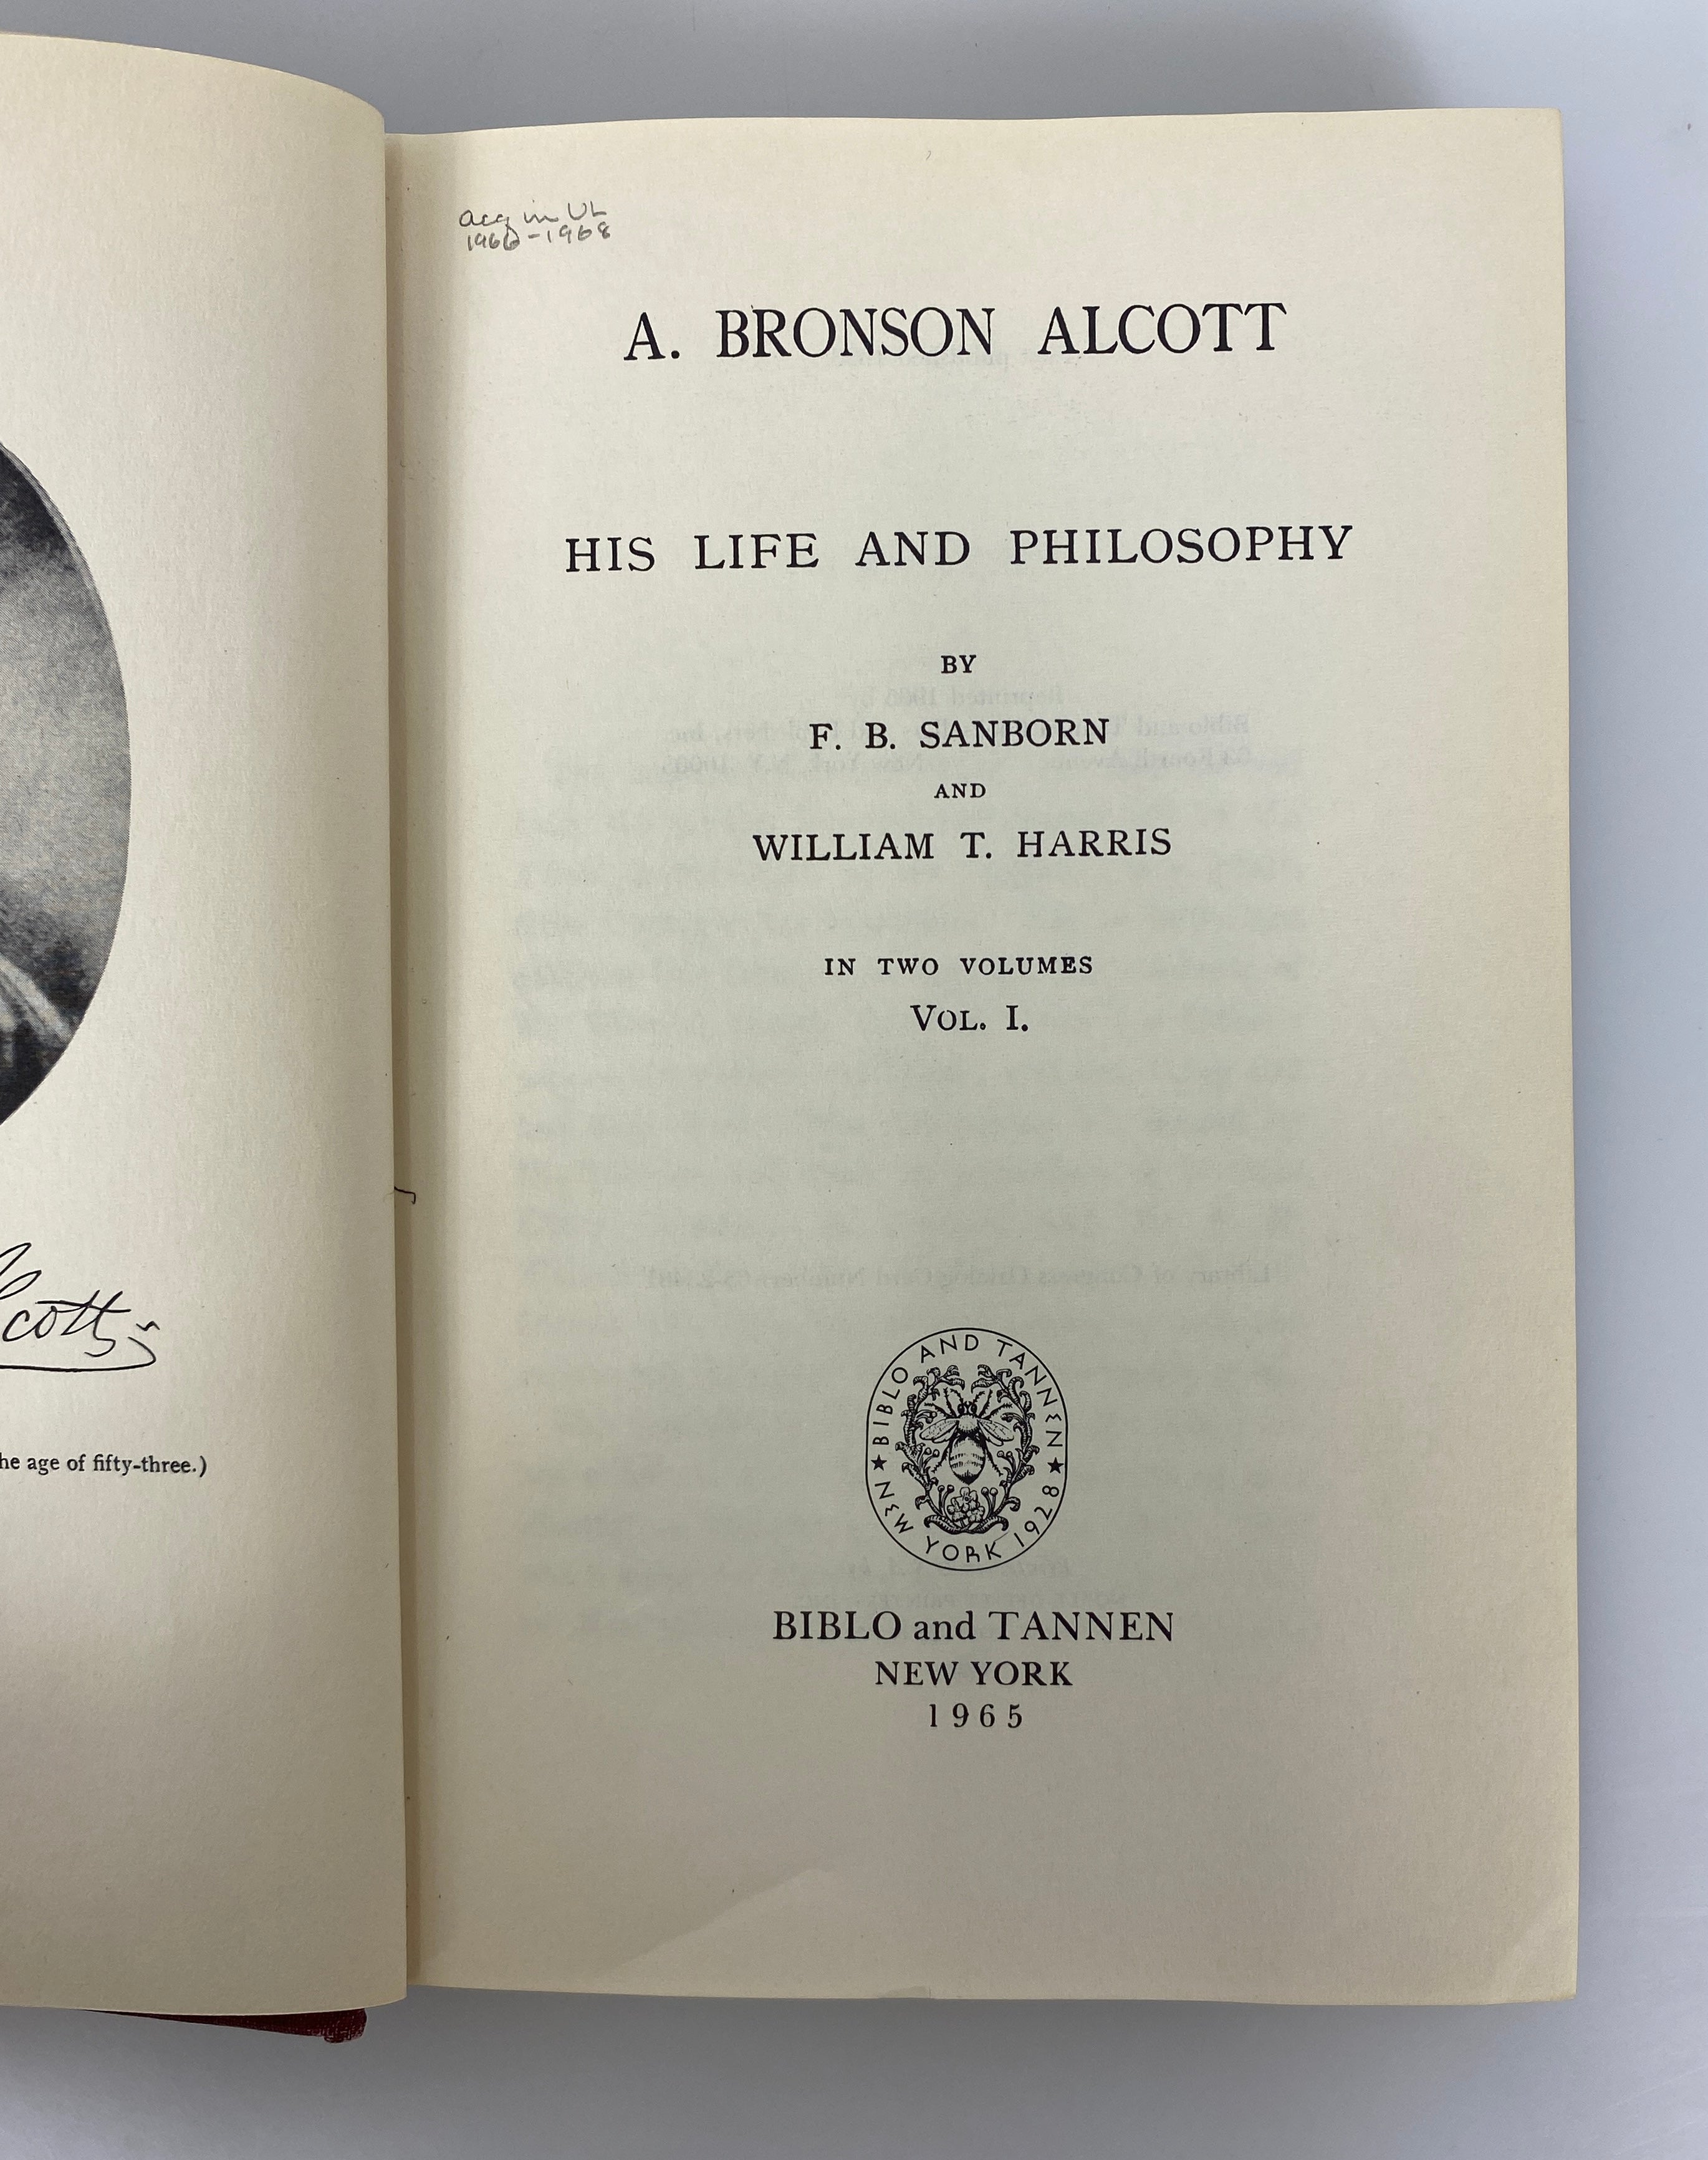 cott
he age of fifty-three.)
acq in UL
1966-1968
A. BRONSON ALCOTT
HIS LIFE AND PHILOSOPHY
BY
F. B. SANBORN
AND
WILLIAM T. HARRIS
IN TWO VOLUMES
VOL. I.
★ BIBLO AND TANNEN ★
NEW YORK 1928
BIBLO and TANNEN
NEW YORK
1965